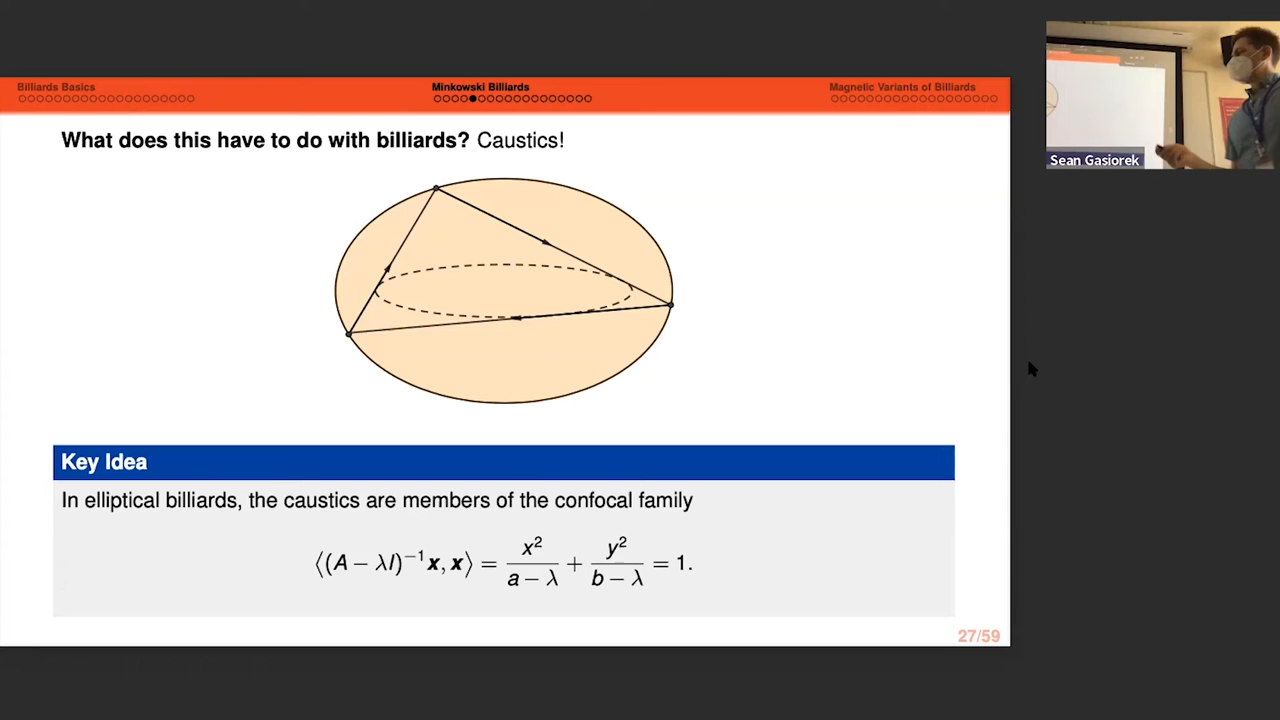 Billiards Basics
Minkowski Billiards
Magnetic Variants of Billiards
What does this have to do with billiards? Caustics!
Sean Gasiorek
Key Idea
In elliptical billiards, the caustics are members of the confocal family
⟨(A − λI)⁻¹x, x⟩ = x²/(a − λ) + y²/(b − λ) = 1.
27/59